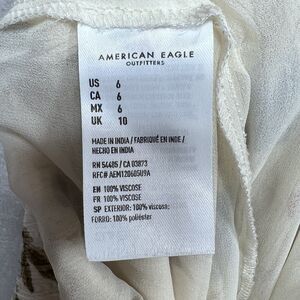 AMERICAN EAGLE
OUTFITTERS
US 6
CA 6
MX 6
UK 10
MADE IN INDIA / FABRIQUÉ EN INDE /
HECHO EN INDIA
RN 54485 / CA 03873
RFC# AEM120605U9A
EN 100% VISCOSE
FR 100% VISCOSE
SP EXTERIOR: 100% viscosa;
FORRO: 100% poliéster